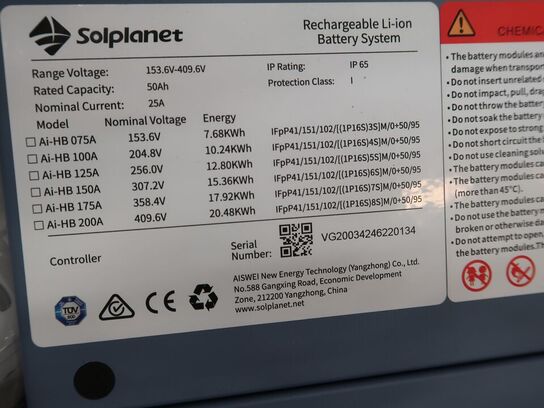 Solplanet
Rechargeable Li-ion
Battery System
Range Voltage: 153.6V-409.6V IP Rating: IP 65
Rated Capacity: 50Ah Protection Class: I
Nominal Current: 25A
Model Nominal Voltage Energy
Ai-HB 075A 153.6V 7.68KWh IFpP41/151/102/[(1P16S)3S]M/0+50/95
Ai-HB 100A 204.8V 10.24KWh IFpP41/151/102/[(1P16S)4S]M/0+50/95
Ai-HB 125A 256.0V 12.80KWh IFpP41/151/102/[(1P16S)5S]M/0+50/95
Ai-HB 150A 307.2V 15.36KWh IFpP41/151/102/[(1P16S)6S]M/0+50/95
Ai-HB 175A 358.4V 17.92KWh IFpP41/151/102/[(1P16S)7S]M/0+50/95
Ai-HB 200A 409.6V 20.48KWh IFpP41/151/102/[(1P16S)8S]M/0+50/95
Controller
Serial
Number: VG20034246220134
AISWEI New Energy Technology (Yangzhong) Co., Ltd.
No.588 Gangxing Road, Economic Development
Zone, 212200 Yangzhong, China
www.solplanet.net
TÜV
CE
CHEMICA
• The battery modules an
damage when transpor
• Do not insert unrelated
• Do not impact, pull, drag
• Do not throw the battery
• Do not soak the battery
• Do not expose to strong
• Do not short circuit the
• Do not use cleaning solv
• The battery modules ca
• The battery modules ca
(more than 45°C).
• The battery modules ca
• Do not use the battery m
broken or otherwise da
• Do not attempt to open,
the battery modules. The